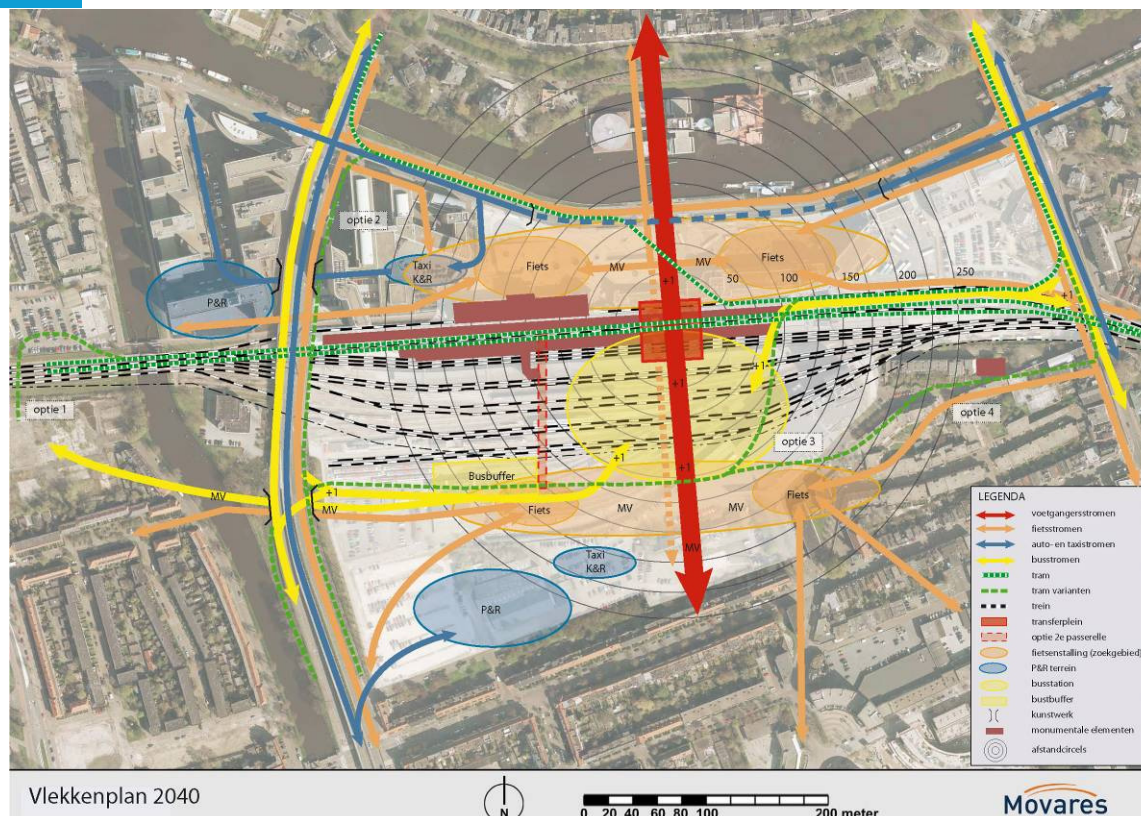 optie 2
Taxi
K&R
Fiets
MV
MV
Fiets
P&R
+1
50
100
150
200
250
+1
+1
+1
optie 1
optie 4
optie 3
+1
+1
Busbuffer
+1
MV
MV
Fiets
MV
MV
Fiets
MV
Taxi
K&R
P&R
LEGENDA
voetgangersstromen
fietsstromen
auto- en taxistromen
busstromen
tram
tram varianten
trein
transferplein
optie 2e passerelle
fietsenstalling (zoekgebied)
P&R terrein
busstation
bustbuffer
kunstwerk
monumentale elementen
afstandcircels
Vlekkenplan 2040
N
0 20 40 60 80 100 200 meter
Movares